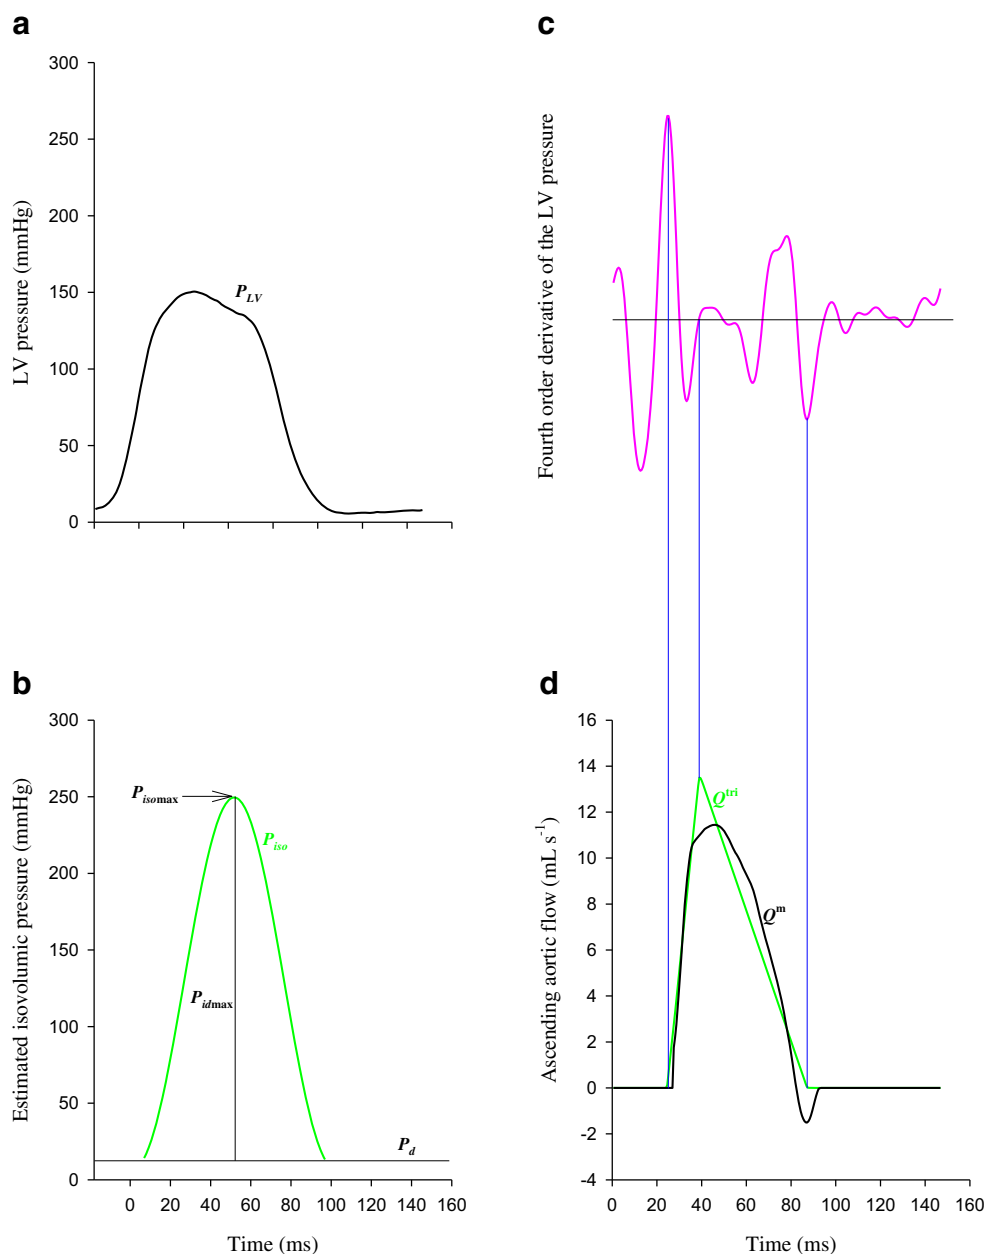 a
300
250
200
150
100
50
0
LV pressure (mmHg)
P_LV
b
300
250
200
150
100
50
0
Estimated isovolumic pressure (mmHg)
P_isomax
P_iso
P_idmax
P_d
0 20 40 60 80 100 120 140 160
Time (ms)
c
Fourth order derivative of the LV pressure
d
16
14
12
10
8
6
4
2
0
-2
-4
Ascending aortic flow (mL s⁻¹)
Q^tri
Q^m
0 20 40 60 80 100 120 140 160
Time (ms)